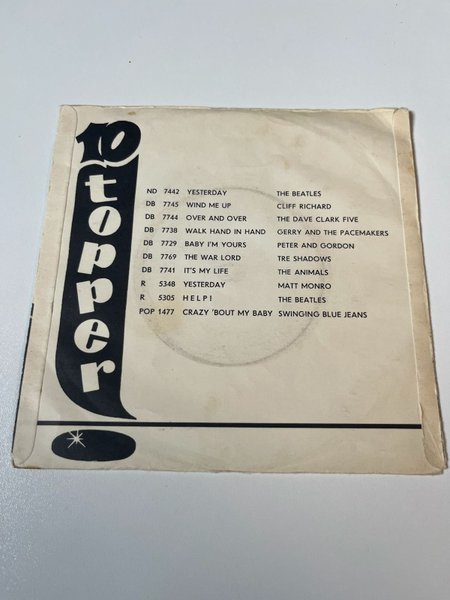 10 topper
ND 7442 YESTERDAY THE BEATLES
DB 7745 WIND ME UP CLIFF RICHARD
DB 7744 OVER AND OVER THE DAVE CLARK FIVE
DB 7738 WALK HAND IN HAND GERRY AND THE PACEMAKERS
DB 7729 BABY I'M YOURS PETER AND GORDON
DB 7769 THE WAR LORD TRE SHADOWS
DB 7741 IT'S MY LIFE THE ANIMALS
R 5348 YESTERDAY MATT MONRO
R 5305 HELP! THE BEATLES
POP 1477 CRAZY 'BOUT MY BABY SWINGING BLUE JEANS